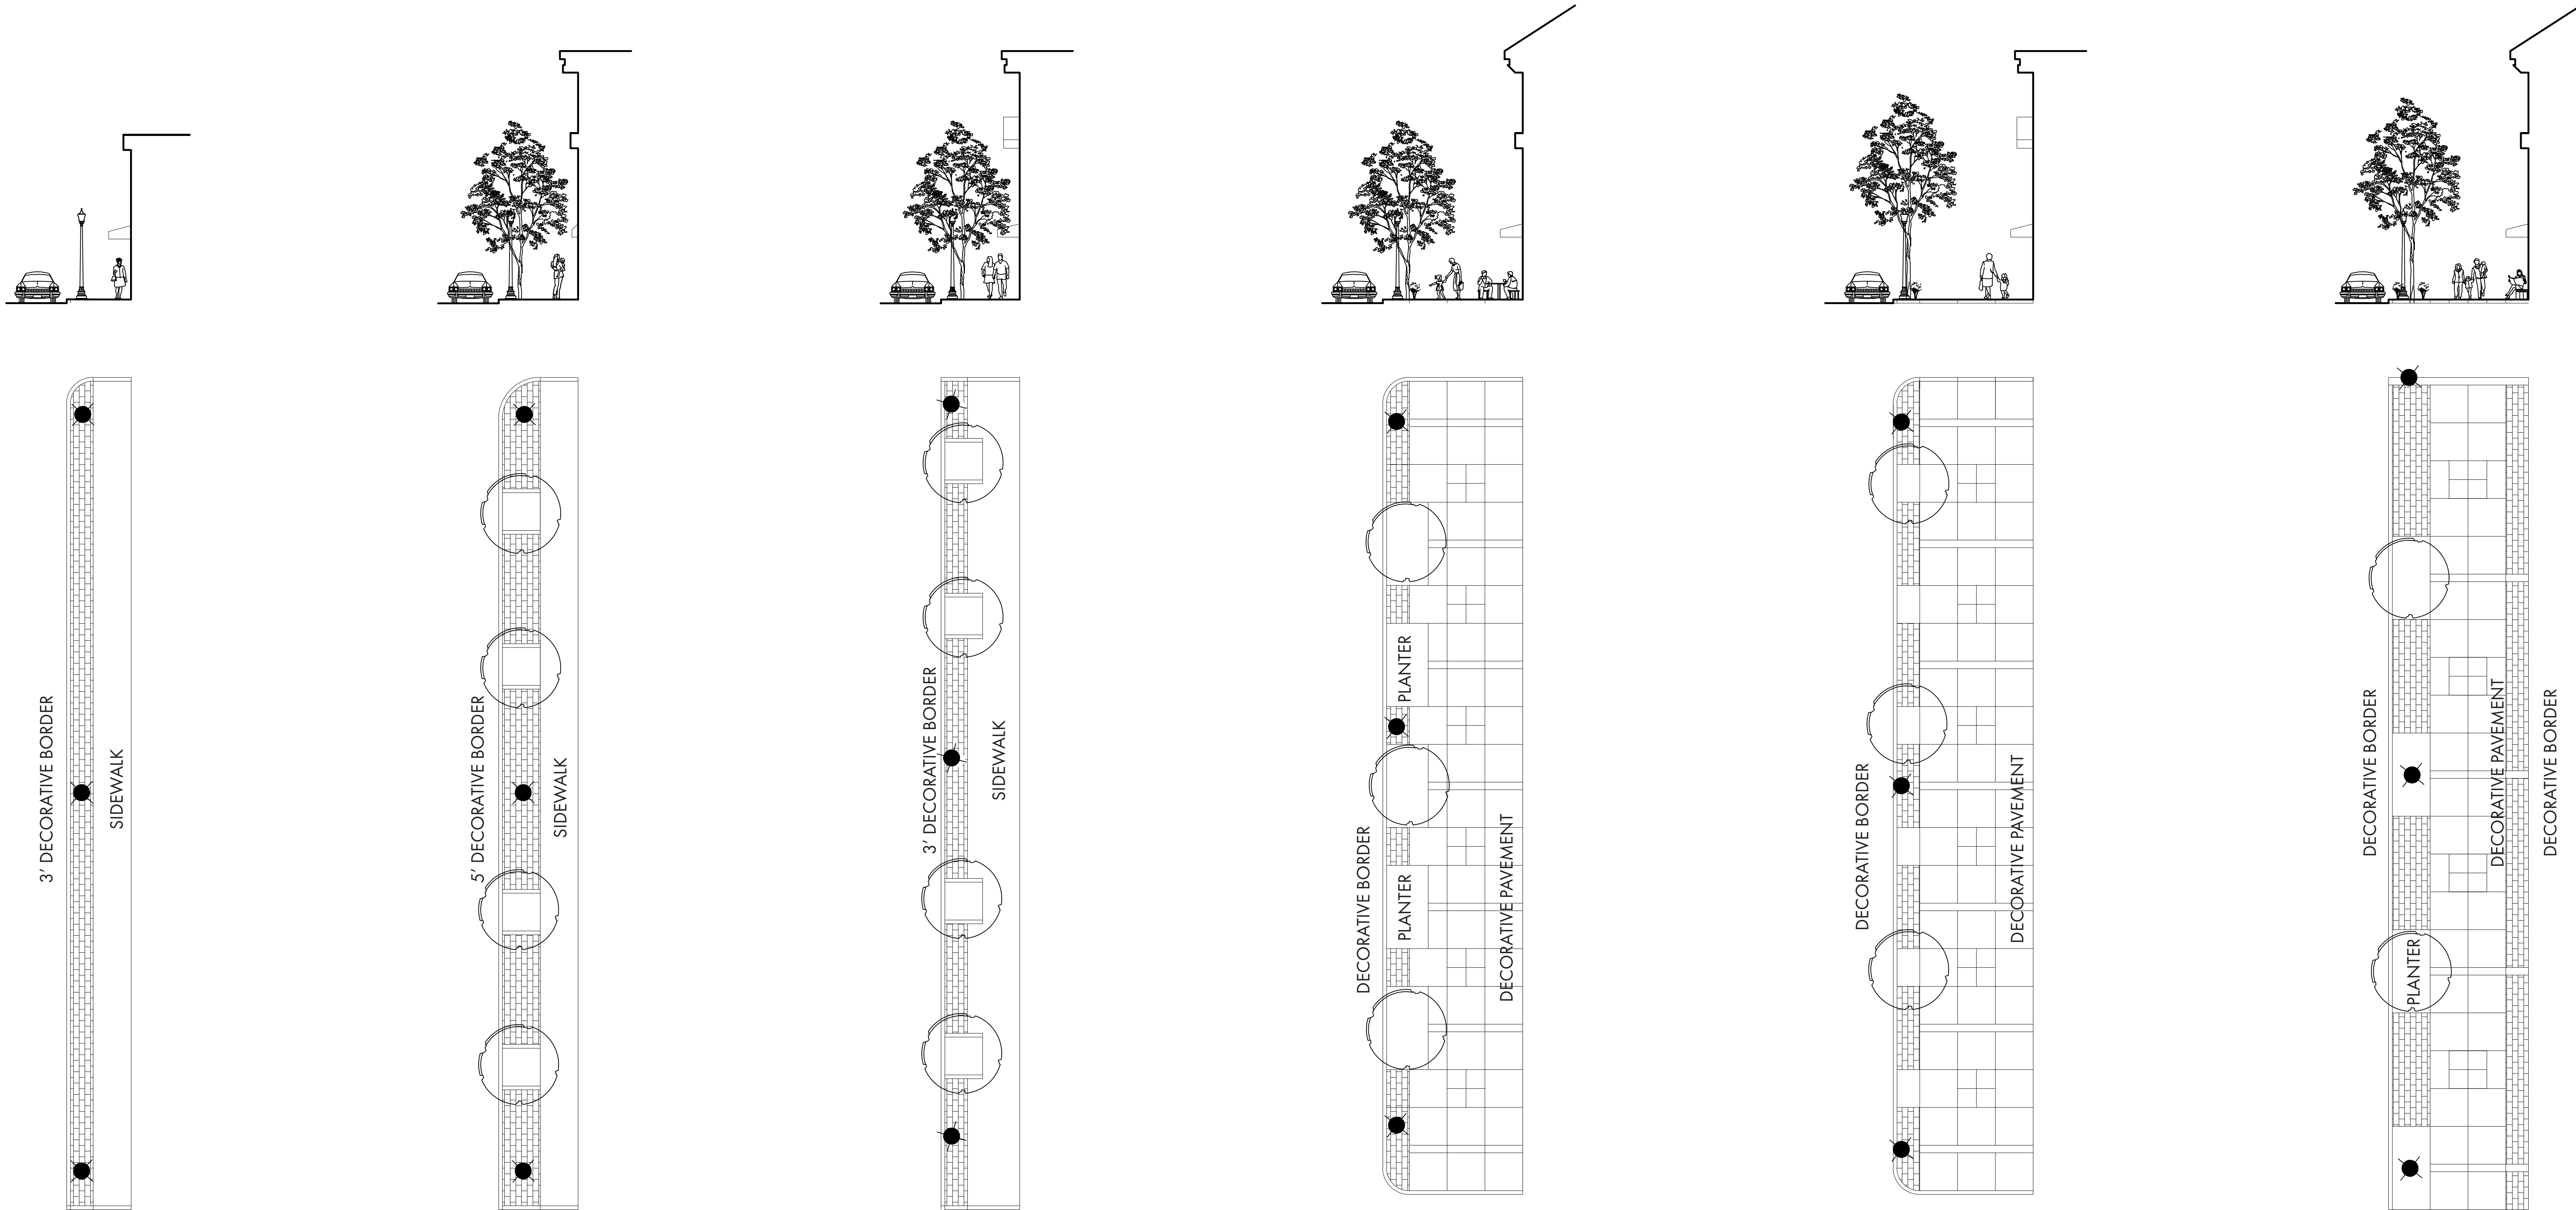 3' DECORATIVE BORDER
SIDEWALK
5' DECORATIVE BORDER
SIDEWALK
3' DECORATIVE BORDER
SIDEWALK
DECORATIVE BORDER
PLANTER
PLANTER
DECORATIVE PAVEMENT
DECORATIVE BORDER
DECORATIVE PAVEMENT
DECORATIVE BORDER
PLANTER
DECORATIVE PAVEMENT
DECORATIVE BORDER